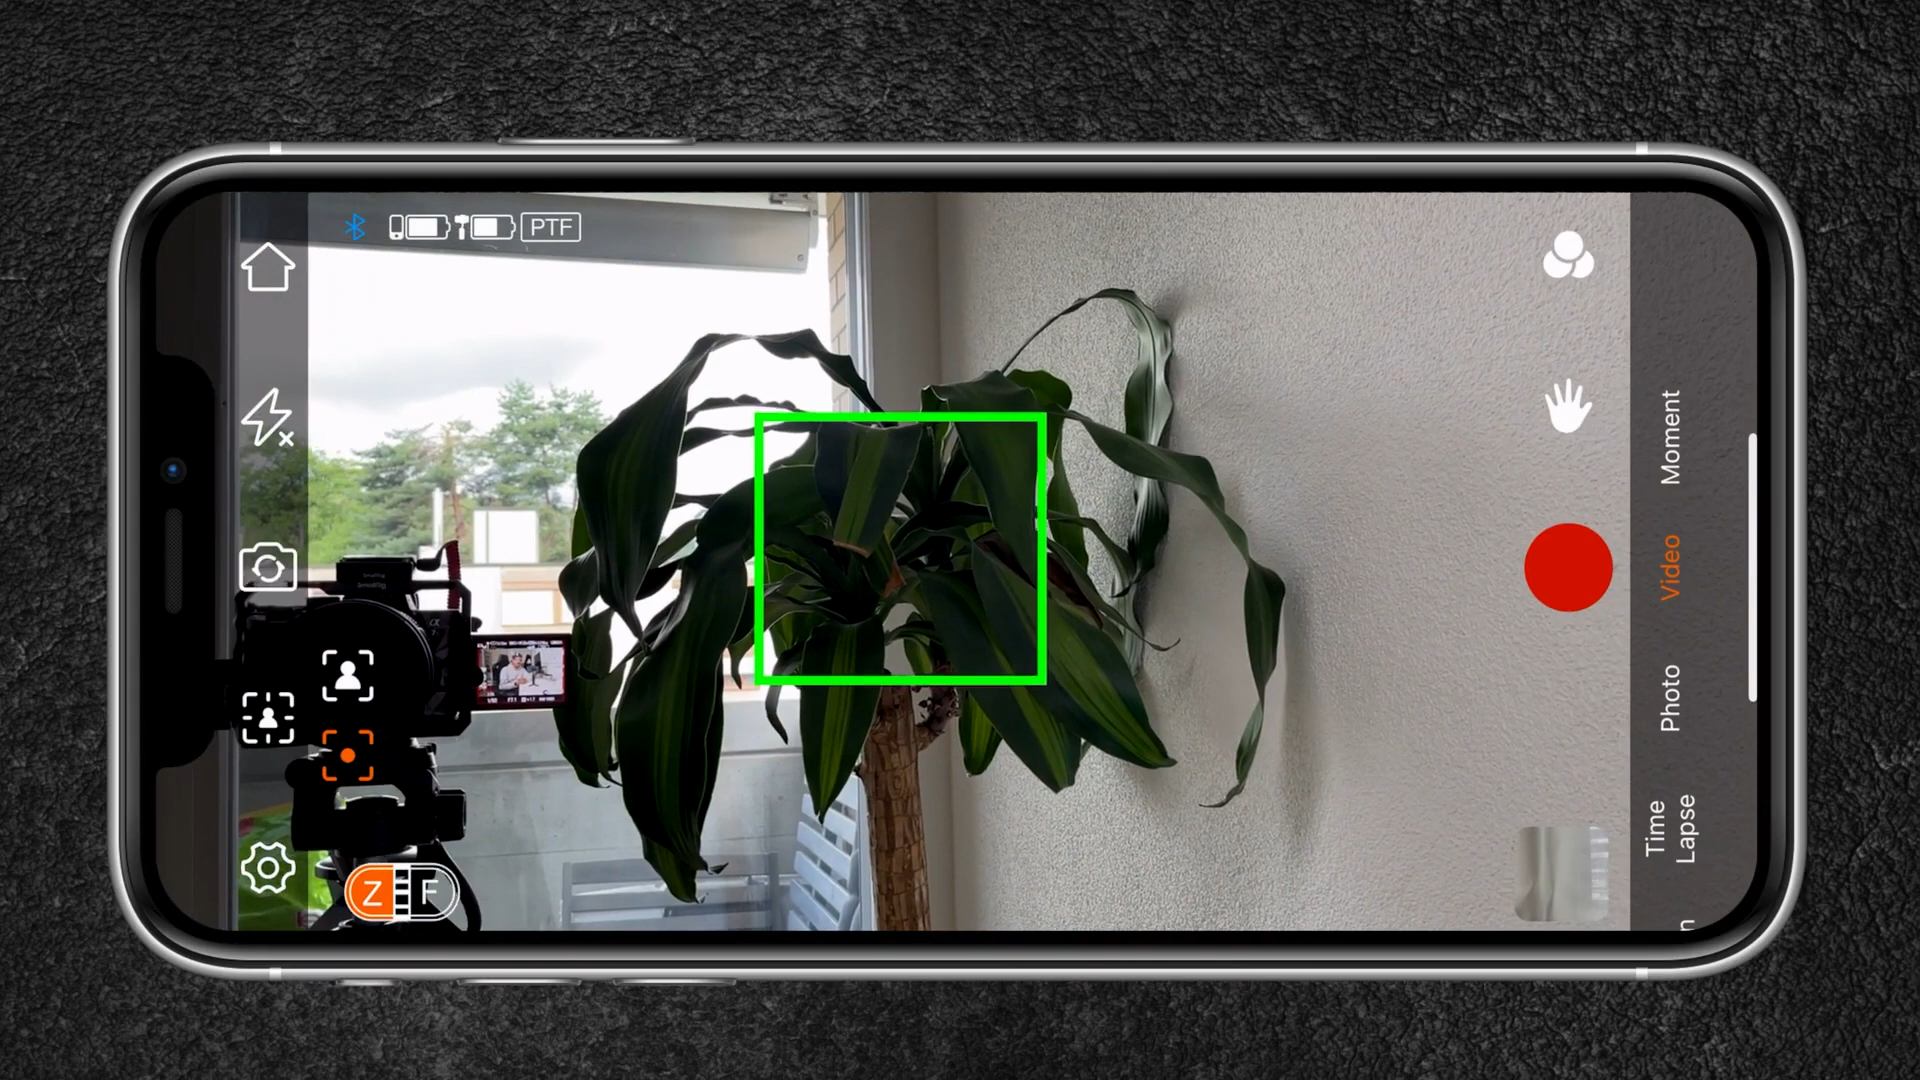 PTF
Moment
Video
Photo
Time
Lapse
n
Z F
α